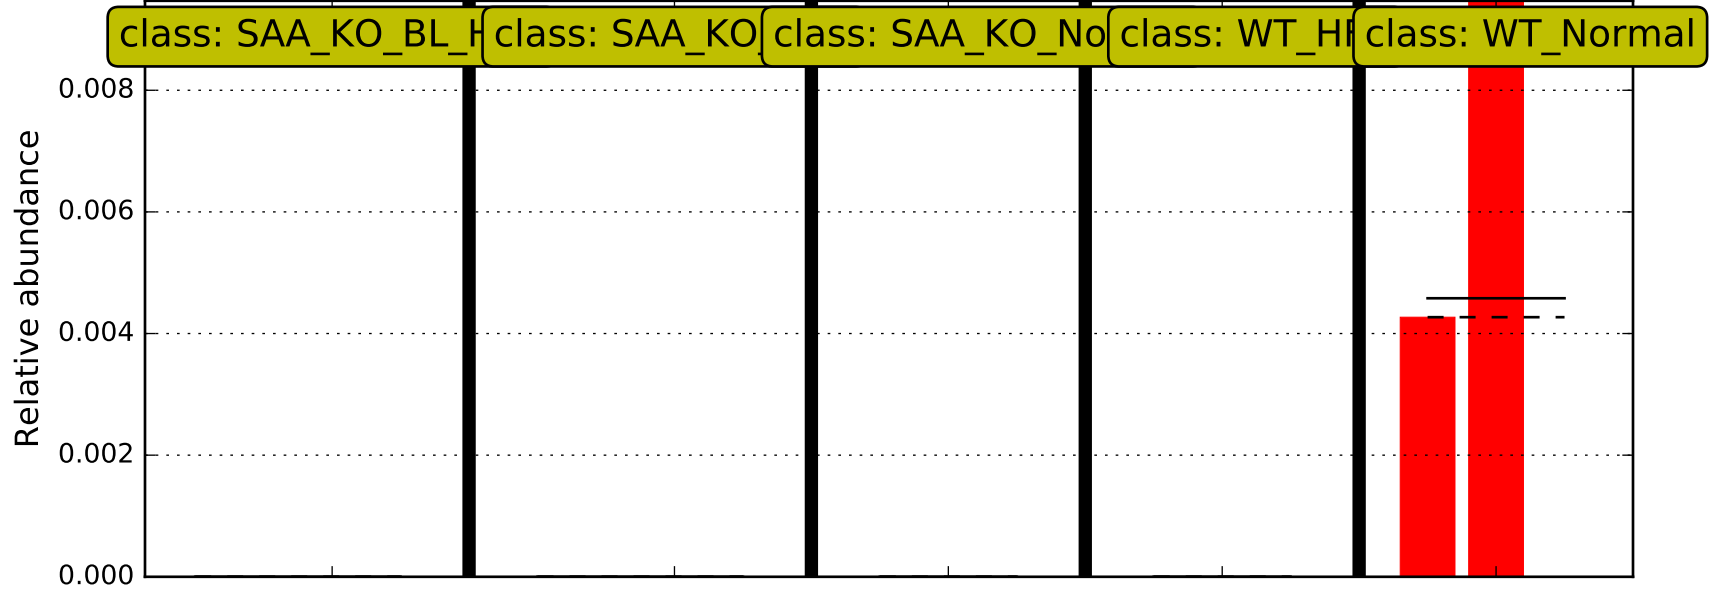 class: SAA_KO_BL_H class: SAA_KO_ class: SAA_KO_No class: WT_HF class: WT_Normal
0.008
0.006
0.004
0.002
0.000
Relative abundance